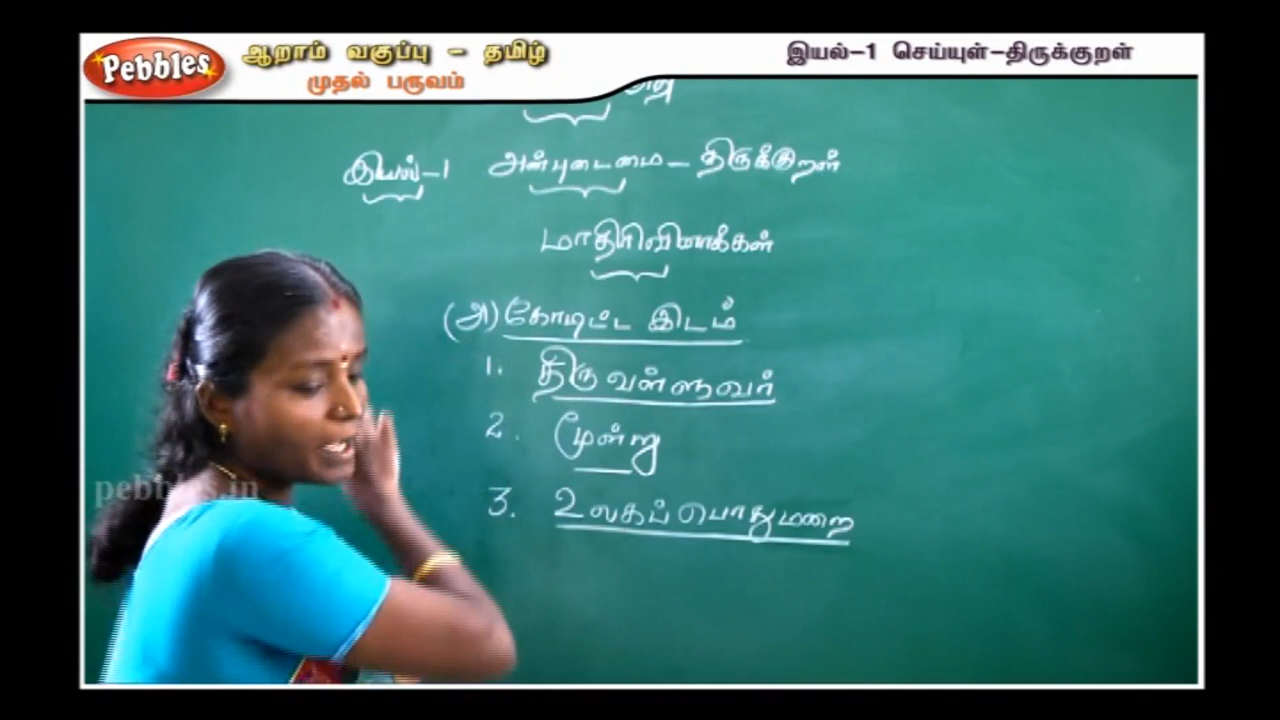 Pebbles
ஆறாம் வகுப்பு - தமிழ்
முதல் பருவம்
இயல்-1 செய்யுள்-திருக்குறள்
இயல்-1 அன்புடைமை - திருக்குறள்
மாதிரிவினாக்கள்
(அ) கோடிட்ட இடம்
1. திருவள்ளுவர்
2. மூன்று
3. உலகப்பொதுமறை
pebbles.in